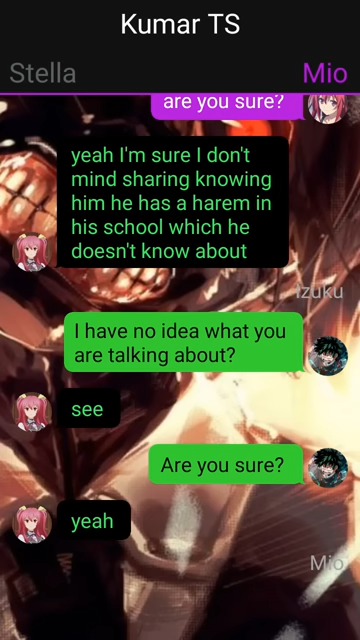 Kumar TS
Stella
Mio
are you sure?
yeah I'm sure I don't
mind sharing knowing
him he has a harem in
his school which he
doesn't know about
Izuku
I have no idea what you
are talking about?
see
Are you sure?
yeah
Mio